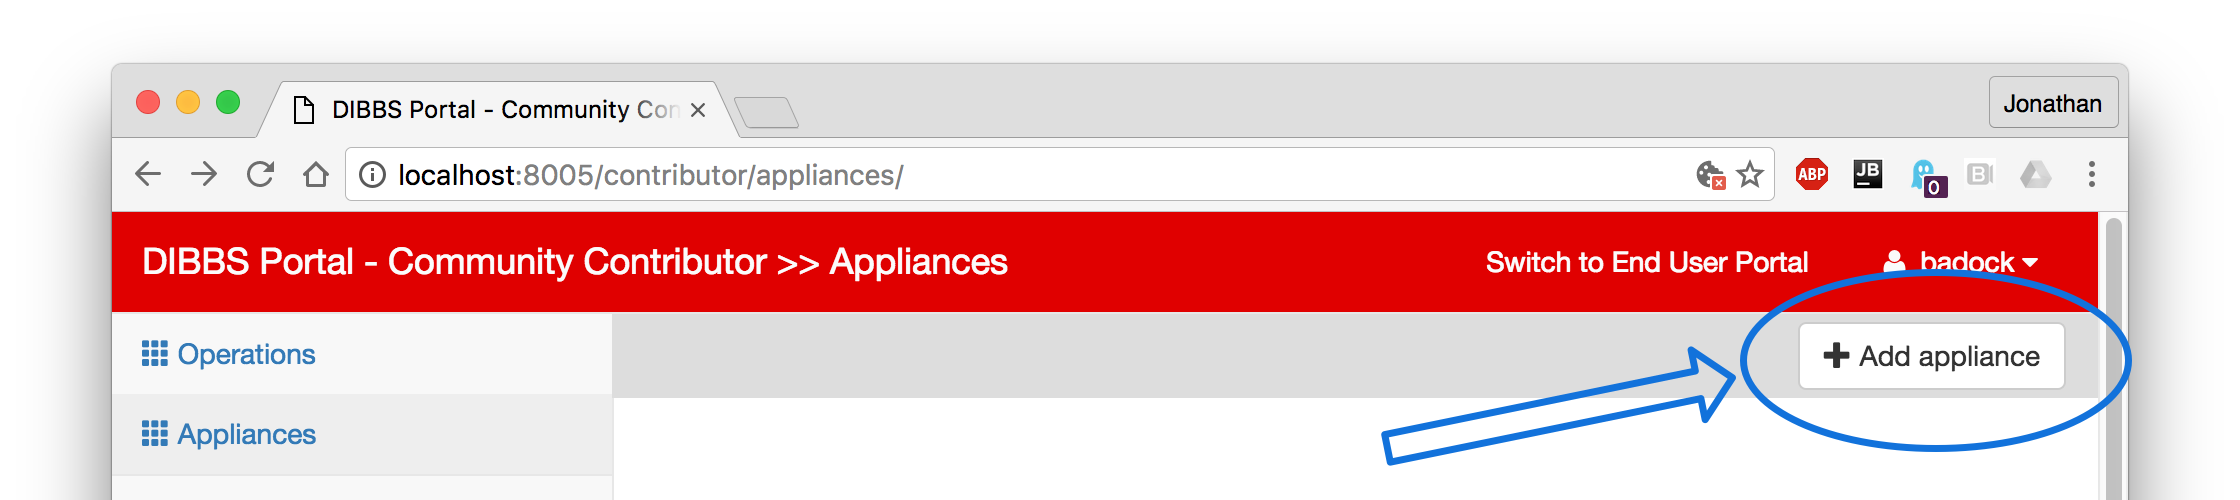 DIBBS Portal - Community Con
Jonathan
localhost:8005/contributor/appliances/
ABP
JB
0
B
DIBBS Portal - Community Contributor >> Appliances
Switch to End User Portal
badock
Operations
Add appliance
Appliances